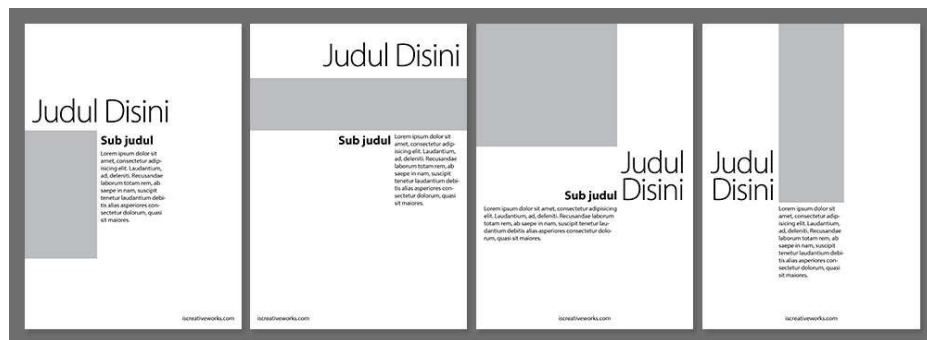 Judul Disini
Sub judul
Lorem ipsum dolor sit
amet, consectetur adip-
isicing elit. Laudantium,
ad, deleniti. Recusandae
laborum totam rem, ab
saepe in nam, suscipit
tenetur laudantium debi-
tis alias asperiores con-
sectetur dolorum, quasi
sit maiores.
iscreativeworks.com
Judul Disini
Sub judul
Lorem ipsum dolor sit
amet, consectetur adip-
isicing elit. Laudantium,
ad, deleniti. Recusandae
laborum totam rem, ab
saepe in nam, suscipit
tenetur laudantium debi-
tis alias asperiores con-
sectetur dolorum, quasi
sit maiores.
iscreativeworks.com
Judul
Disini
Sub judul
Lorem ipsum dolor sit amet, consectetur adipisicing
elit. Laudantium, ad, deleniti. Recusandae laborum
totam rem, ab saepe in nam, suscipit tenetur lau-
dantium debitis alias asperiores consectetur dolo-
rum, quasi sit maiores.
iscreativeworks.com
Judul
Disini
Lorem ipsum dolor sit
amet, consectetur adip-
isicing elit. Laudantium,
ad, deleniti. Recusandae
laborum totam rem, ab
saepe in nam, suscipit
tenetur laudantium debi-
tis alias asperiores con-
sectetur dolorum, quasi
sit maiores.
iscreativeworks.com